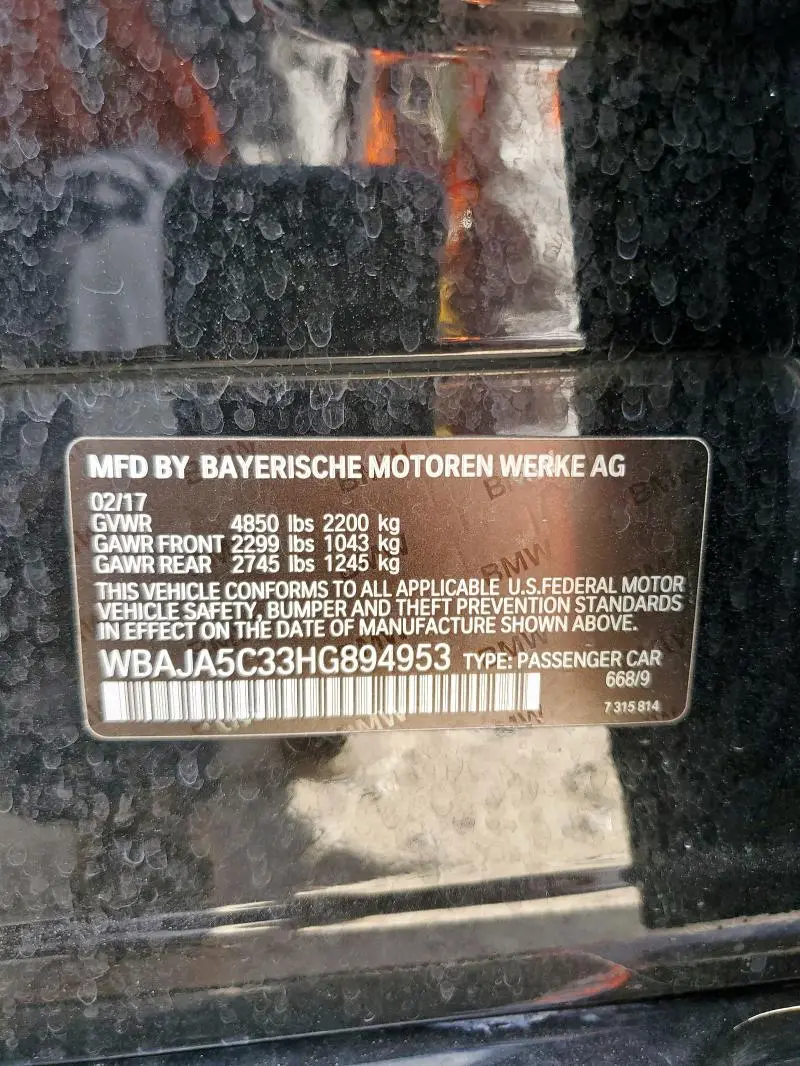 MFD BY BAYERISCHE MOTOREN WERKE AG
02/17
GVWR 4850 lbs 2200 kg
GAWR FRONT 2299 lbs 1043 kg
GAWR REAR 2745 lbs 1245 kg
THIS VEHICLE CONFORMS TO ALL APPLICABLE U.S.FEDERAL MOTOR
VEHICLE SAFETY, BUMPER AND THEFT PREVENTION STANDARDS
IN EFFECT ON THE DATE OF MANUFACTURE SHOWN ABOVE.
WBAJA5C33HG894953 TYPE: PASSENGER CAR
668/9
7 315 814